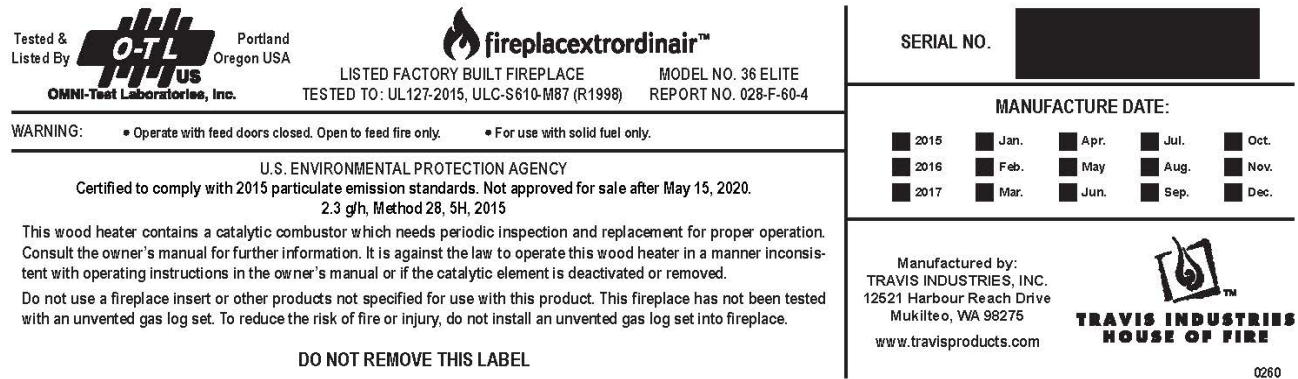 Tested &
Listed By
O-TL
US
Portland
Oregon USA
OMNI-Test Laboratories, Inc.
fireplacextrordinair™
LISTED FACTORY BUILT FIREPLACE MODEL NO. 36 ELITE
TESTED TO: UL127-2015, ULC-S610-M87 (R1998) REPORT NO. 028-F-60-4
WARNING: • Operate with feed doors closed. Open to feed fire only. • For use with solid fuel only.
U.S. ENVIRONMENTAL PROTECTION AGENCY
Certified to comply with 2015 particulate emission standards. Not approved for sale after May 15, 2020.
2.3 g/h, Method 28, 5H, 2015
This wood heater contains a catalytic combustor which needs periodic inspection and replacement for proper operation.
Consult the owner's manual for further information. It is against the law to operate this wood heater in a manner inconsis-
tent with operating instructions in the owner's manual or if the catalytic element is deactivated or removed.
Do not use a fireplace insert or other products not specified for use with this product. This fireplace has not been tested
with an unvented gas log set. To reduce the risk of fire or injury, do not install an unvented gas log set into fireplace.
DO NOT REMOVE THIS LABEL
SERIAL NO.
MANUFACTURE DATE:
2015 Jan. Apr. Jul. Oct.
2016 Feb. May Aug. Nov.
2017 Mar. Jun. Sep. Dec.
Manufactured by:
TRAVIS INDUSTRIES, INC.
12521 Harbour Reach Drive
Mukilteo, WA 98275
www.travisproducts.com
TM
TRAVIS INDUSTRIES
HOUSE OF FIRE
0260